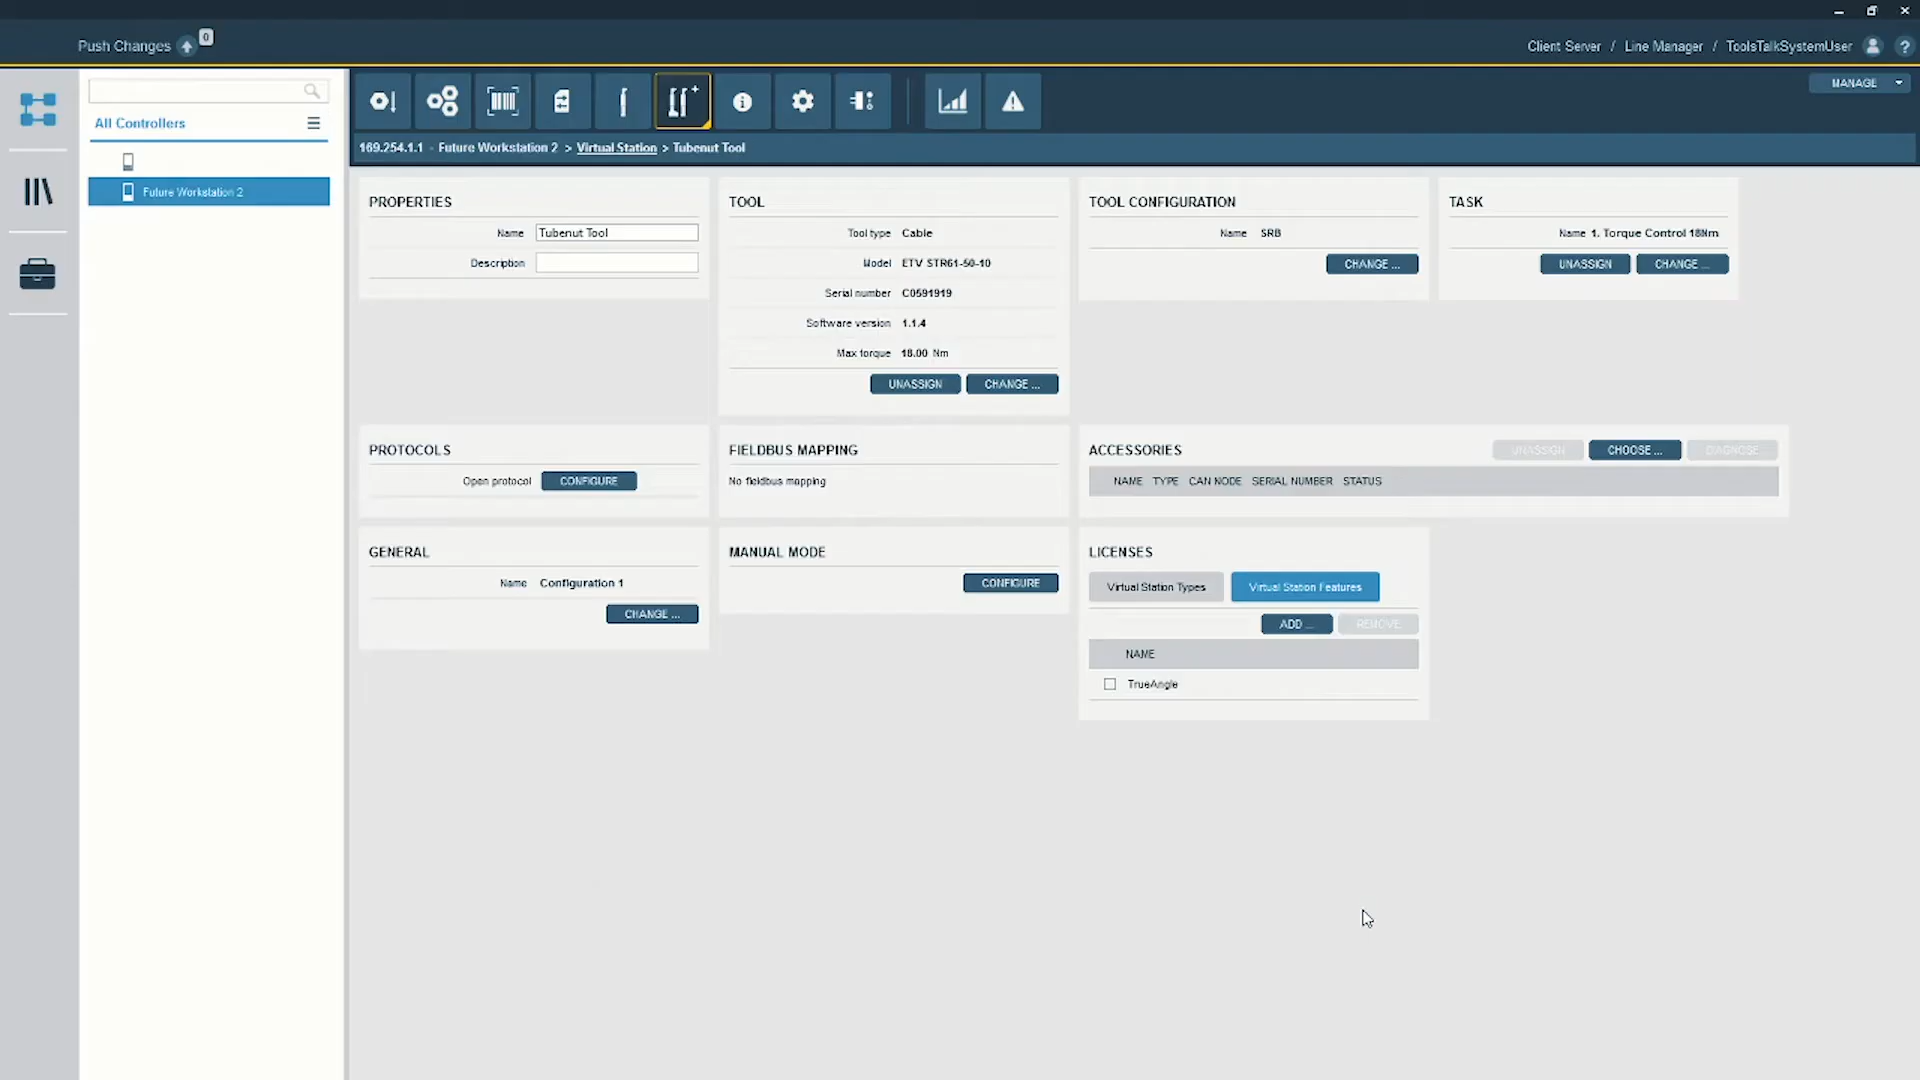 Push Changes 0
Client Server / Line Manager / ToolsTalkSystemUser ?
MANAGE
All Controllers
Future Workstation 2
169.254.1.1 - Future Workstation 2 > Virtual Station > Tubenut Tool
PROPERTIES
Name Tubenut Tool
Description
TOOL
Tool type Cable
Model ETV STR61-50-10
Serial number C0591919
Software version 1.1.4
Max torque 18.00 Nm
UNASSIGN CHANGE ...
TOOL CONFIGURATION
Name SRB
CHANGE ...
TASK
Name 1. Torque Control 18Nm
UNASSIGN CHANGE ...
PROTOCOLS
Open protocol CONFIGURE
FIELDBUS MAPPING
No fieldbus mapping
ACCESSORIES UNASSIGN CHOOSE ... DIAGNOSE
NAME TYPE CAN NODE SERIAL NUMBER STATUS
GENERAL
Name Configuration 1
CHANGE ...
MANUAL MODE
CONFIGURE
LICENSES
Virtual Station Types Virtual Station Features
ADD ... REMOVE
NAME
TrueAngle